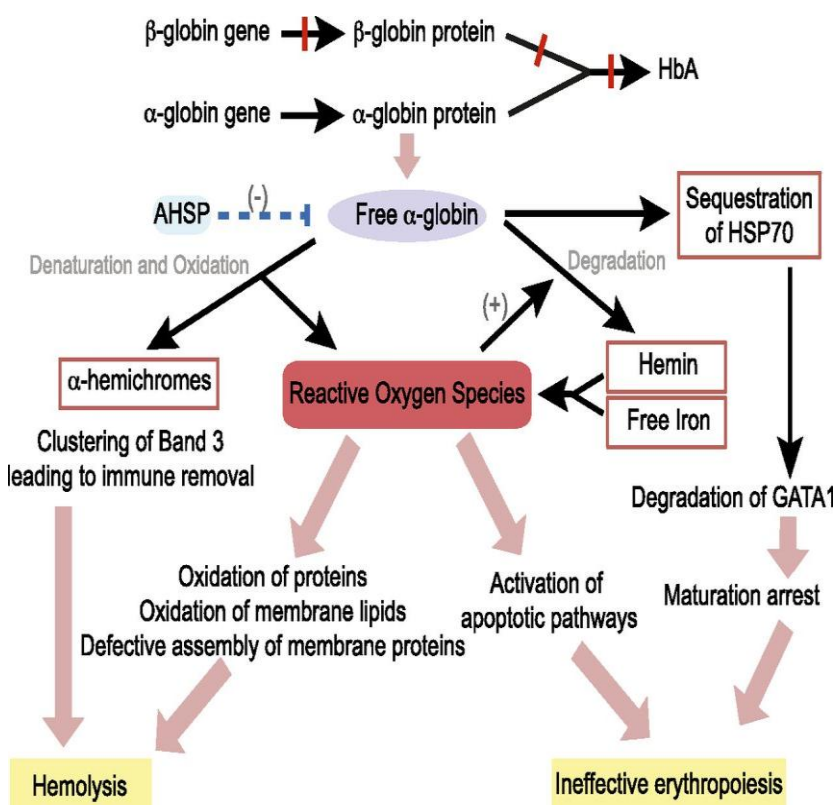 β-globin gene
β-globin protein
HbA
α-globin gene
α-globin protein
AHSP
(-)
Free α-globin
Sequestration
of HSP70
Denaturation and Oxidation
Degradation
(+)
α-hemichromes
Reactive Oxygen Species
Hemin
Free Iron
Clustering of Band 3
leading to immune removal
Degradation of GATA1
Oxidation of proteins
Oxidation of membrane lipids
Defective assembly of membrane proteins
Activation of
apoptotic pathways
Maturation arrest
Hemolysis
Ineffective erythropoiesis